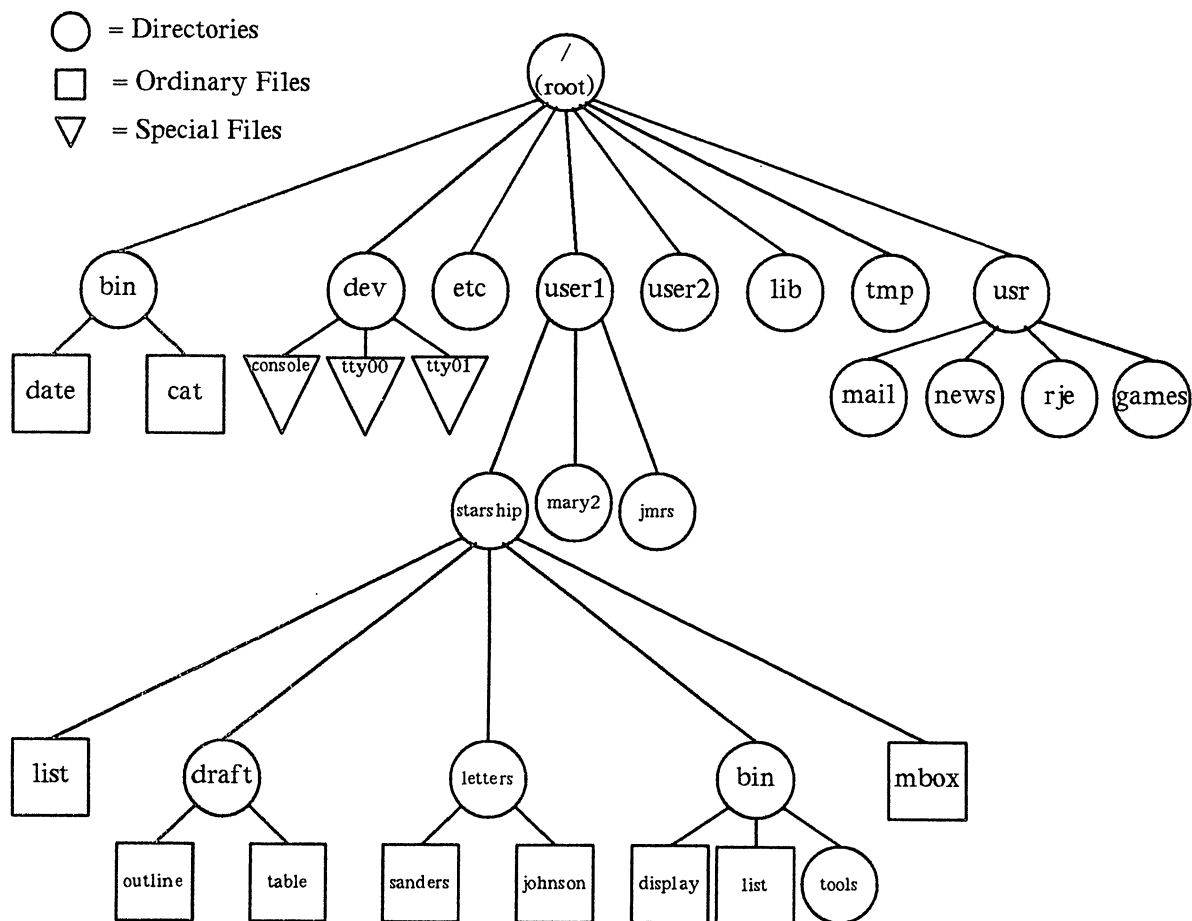 = Directories
= Ordinary Files
= Special Files
/
(root)
bin
dev
etc
user1
user2
lib
tmp
usr
date
cat
console
tty00
tty01
mail
news
rje
games
starship
mary2
jmrs
list
draft
letters
bin
mbox
outline
table
sanders
johnson
display
list
tools